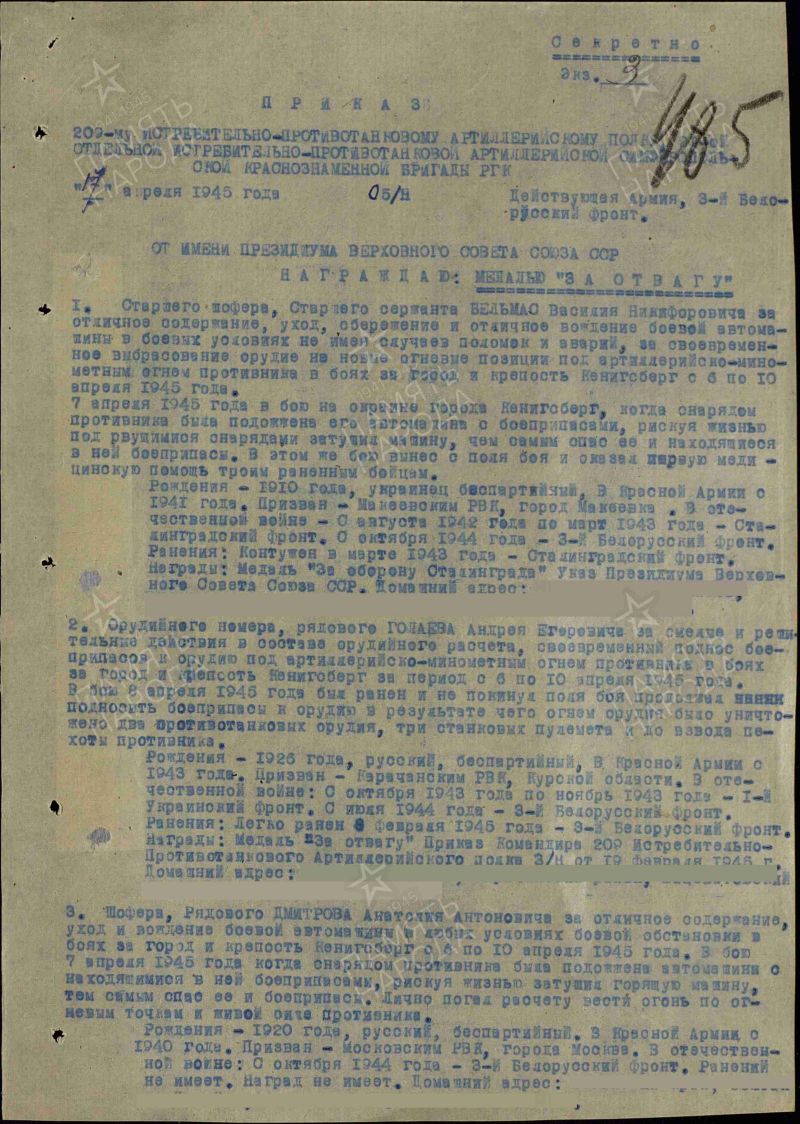 Секретно
Экз. 3
485
ПРИКАЗ
209-му ИСТРЕБИТЕЛЬНО-ПРОТИВОТАНКОВОМУ АРТИЛЛЕРИЙСКОМУ ПОЛКУ
ОТДЕЛЬНОЙ ИСТРЕБИТЕЛЬНО-ПРОТИВОТАНКОВОЙ АРТИЛЛЕРИЙСКОЙ
СКОЙ КРАСНОЗНАМЕННОЙ БРИГАДЫ РГК
"17" апреля 1945 года 05/Н Действующая Армия, 3-й Бело-
русский фронт.
ОТ ИМЕНИ ПРЕЗИДИУМА ВЕРХОВНОГО СОВЕТА СОЮЗА ССР
НАГРАЖДАЮ: МЕДАЛЬЮ "ЗА ОТВАГУ"
1. Старшего шофера, Старшего сержанта БЕЛЬМАС Василия Никифоровича за
отличное содержание, уход, сбережение и отличное вождение боевой автома-
шины в боевых условиях не имея случаев поломок и аварий, за своевремен-
ное выбрасование орудие на новые огневые позиции под артиллерийско-мино-
метным огнем противника в боях за город и крепость Кенигсберг с 6 по 10
апреля 1945 года.
7 апреля 1945 года в бою на окраине города Кенигсберг, когда снарядом
противника была подожжена его автомашина с боеприпасами, рискуя жизнью
под рвущимися снарядами затушил машину, чем самым спас ее и находящиеся
в ней боеприпасы. В этом же бою вынес с поля боя и оказал первую меди -
цинскую помощь троим раненным бойцам.
Рождения - 1910 года, украинец беспартийный, В Красной Армии с
1941 года. Призван - Макеевским РВК, город Макеевка . В оте-
чественной войне - С августа 1942 года по март 1943 года - Ста-
линградский фронт. С октября 1944 года - 3-й Белорусский Фронт.
Ранения: Контужен в марте 1943 года - Сталинградский фронт.
Награды: Медаль "За оборону Сталинграда" Указ Президиума Верхов-
ного Совета Союза ССР. Домашний адрес:
2. Орудийного номера, рядового ГОЛАЕВА Андрея Егоровича за смелые и реши-
тельные действия в составе орудийного расчета, своевременный поднос бое-
припасов к орудию под артиллерийско-минометным огнем противника в боях
за город и крепость Кенигсберг за период с 6 по 10 апреля 1945 года.
В бою 8 апреля 1945 года был ранен и не покинул поля боя продолжал
подносить боеприпасы к орудию в результате чего огнем орудия было уничто-
жено два противотанковых орудия, три станковых пулемета и до взвода пе-
хоты противника.
Рождения - 1926 года, русский, беспартийный, В Красной Армии с
1943 года. Призван - Карачанским РВК, Курской области. В оте-
чественной войне: С октября 1943 года по ноябрь 1943 года - 1-й
Украинский фронт. С июля 1944 года - 3-й Белорусский фронт.
Ранения: Легко ранен 8 февраля 1945 года - 3-й Белорусский фронт.
Награды: Медаль "За отвагу" Приказ Командира 209 Истребительно-
Противотанкового Артиллерийского полка 3/Н от 19 февраля 1945 г.
Домашний адрес:
3. Шофера, Рядового ДМИТРОВА Анатолия Антоновича за отличное содержание,
уход и вождение боевой автомашины в любых условиях боевой обстановки в
боях за город и крепость Кенигсберг с 6 по 10 апреля 1945 года. В бою
7 апреля 1945 года когда снарядом противника была подожжена автомашина с
находящимися в ней боеприпасами, рискуя жизнью затушил горящую машину,
тем самым спас ее и боеприпасы. Лично погал расчету вести огонь по ог-
невым точкам и живой силе противника.
Рождения - 1920 года, русский, беспартийный. В Красной Армии с
1940 года. Призван - Московским РВК, города Москва. В отечествен-
ной войне: С октября 1944 года - 3-й Белорусский Фронт. Ранений
не имеет. Наград не имеет. Домашний адрес: